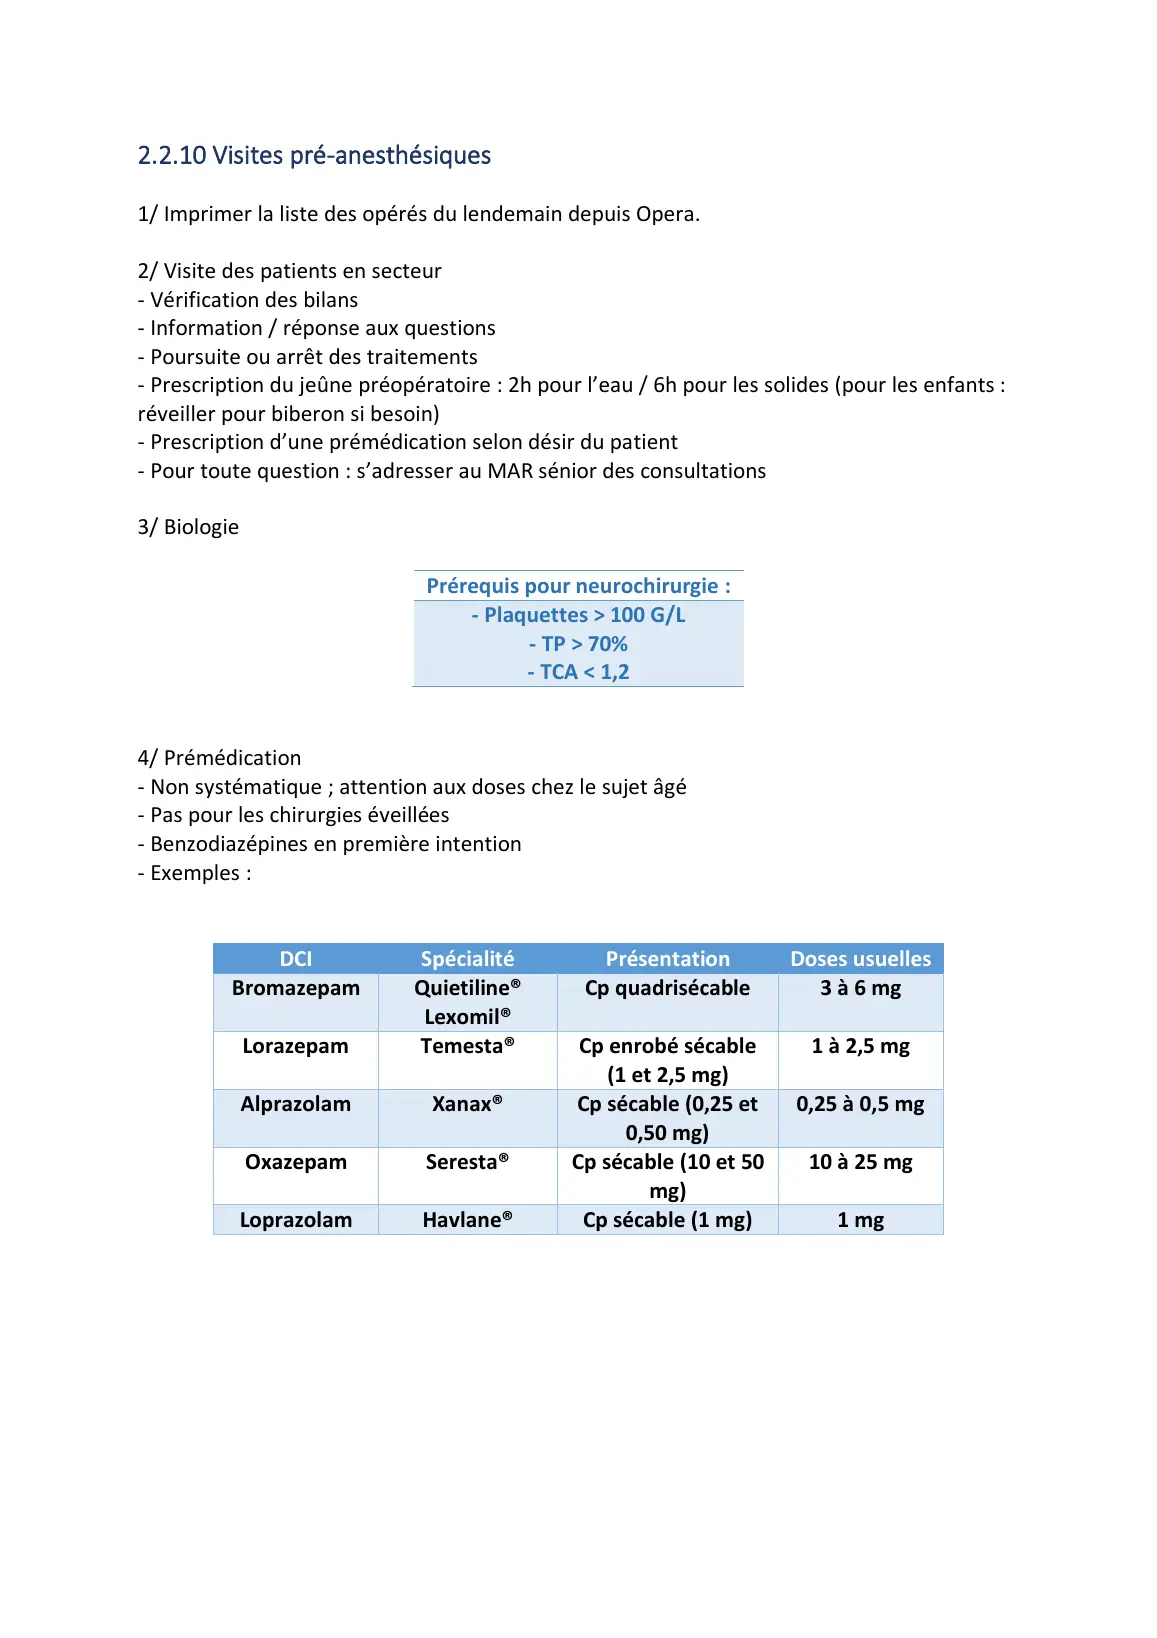 2.2.10 Visites pré-anesthésiques
1/ Imprimer la liste des opérés du lendemain depuis Opera.
2/ Visite des patients en secteur
- Vérification des bilans
- Information / réponse aux questions
- Poursuite ou arrêt des traitements
- Prescription du jeûne préopératoire : 2h pour l’eau / 6h pour les solides (pour les enfants :
réveiller pour biberon si besoin)
- Prescription d’une prémédication selon désir du patient
- Pour toute question : s’adresser au MAR sénior des consultations
3/ Biologie
Prérequis pour neurochirurgie :
- Plaquettes > 100 G/L
- TP > 70%
- TCA < 1,2
4/ Prémédication
- Non systématique ; attention aux doses chez le sujet âgé
- Pas pour les chirurgies éveillées
- Benzodiazépines en première intention
- Exemples :
DCI Spécialité Présentation Doses usuelles
Bromazepam Quietiline® Cp quadrisécable 3 à 6 mg
Lexomil®
Lorazepam Temesta® Cp enrobé sécable 1 à 2,5 mg
(1 et 2,5 mg)
Alprazolam Xanax® Cp sécable (0,25 et 0,25 à 0,5 mg
0,50 mg)
Oxazepam Seresta® Cp sécable (10 et 50 10 à 25 mg
mg)
Loprazolam Havlane® Cp sécable (1 mg) 1 mg